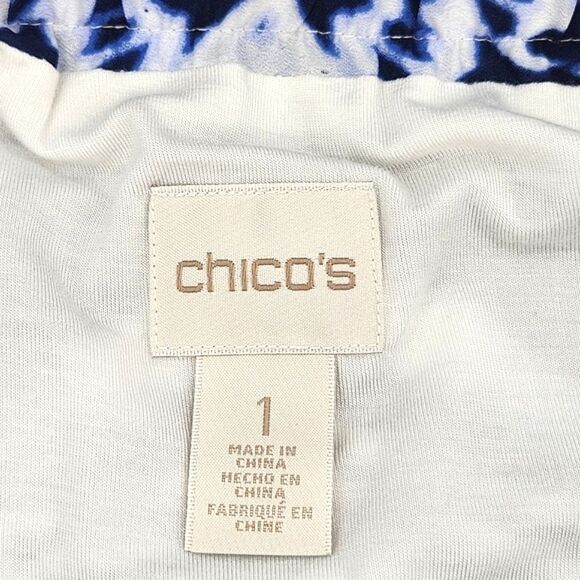 chico's
1
MADE IN
CHINA
HECHO EN
CHINA
FABRIQUÉ EN
CHINE